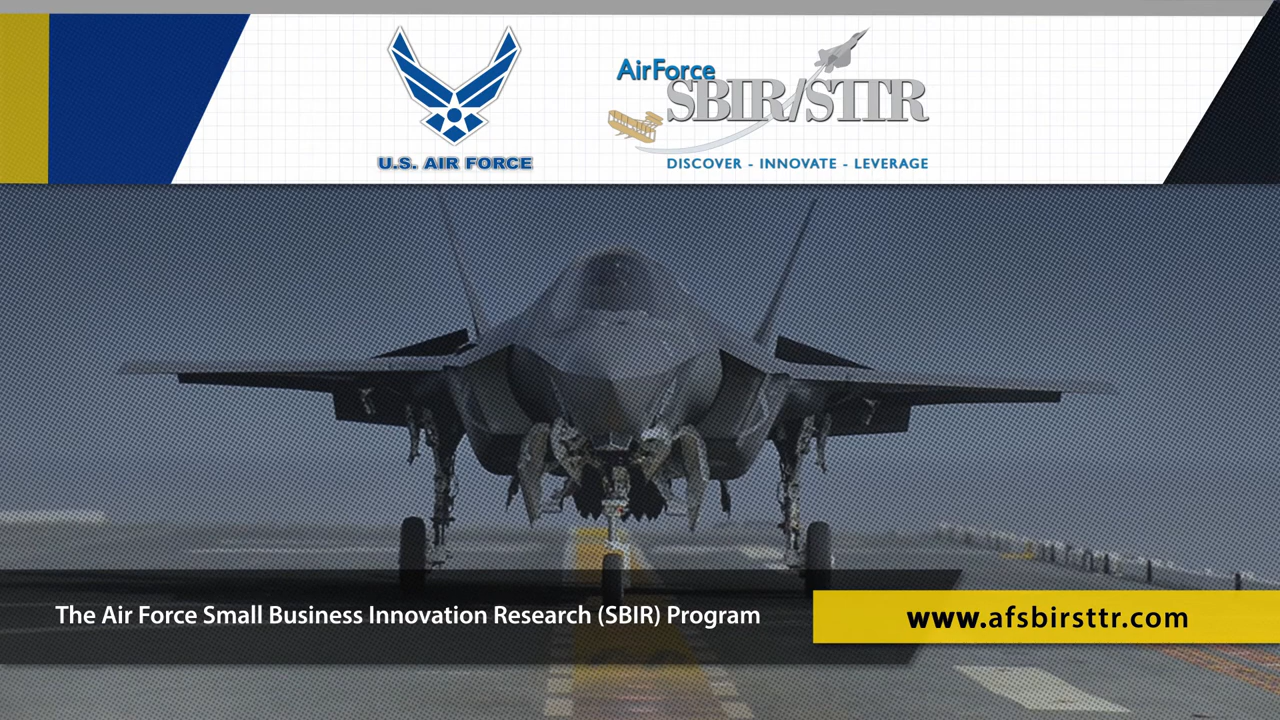 U.S. AIR FORCE
AirForce
SBIR/STTR
DISCOVER - INNOVATE - LEVERAGE
The Air Force Small Business Innovation Research (SBIR) Program
www.afsbirsttr.com